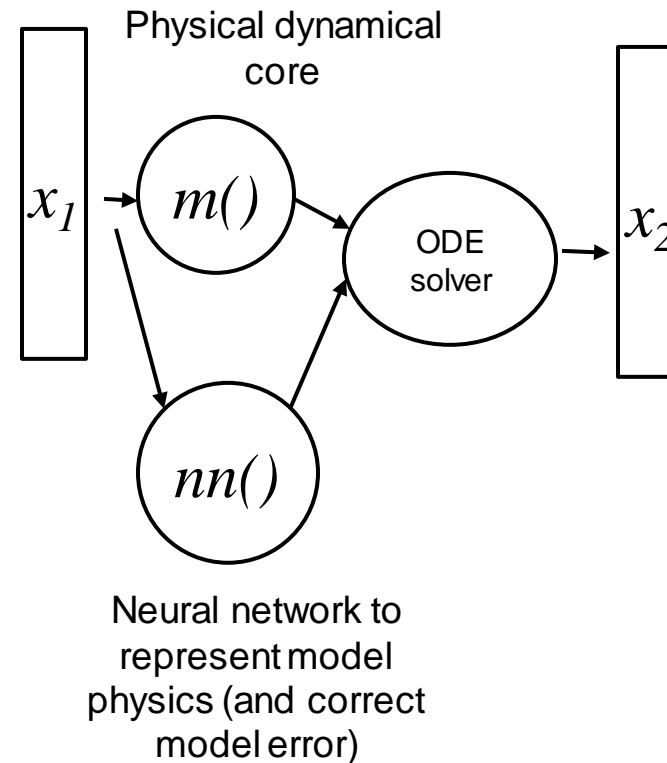 Physical dynamical
core
x1
m()
ODE
solver
x2
nn()
Neural network to
represent model
physics (and correct
model error)